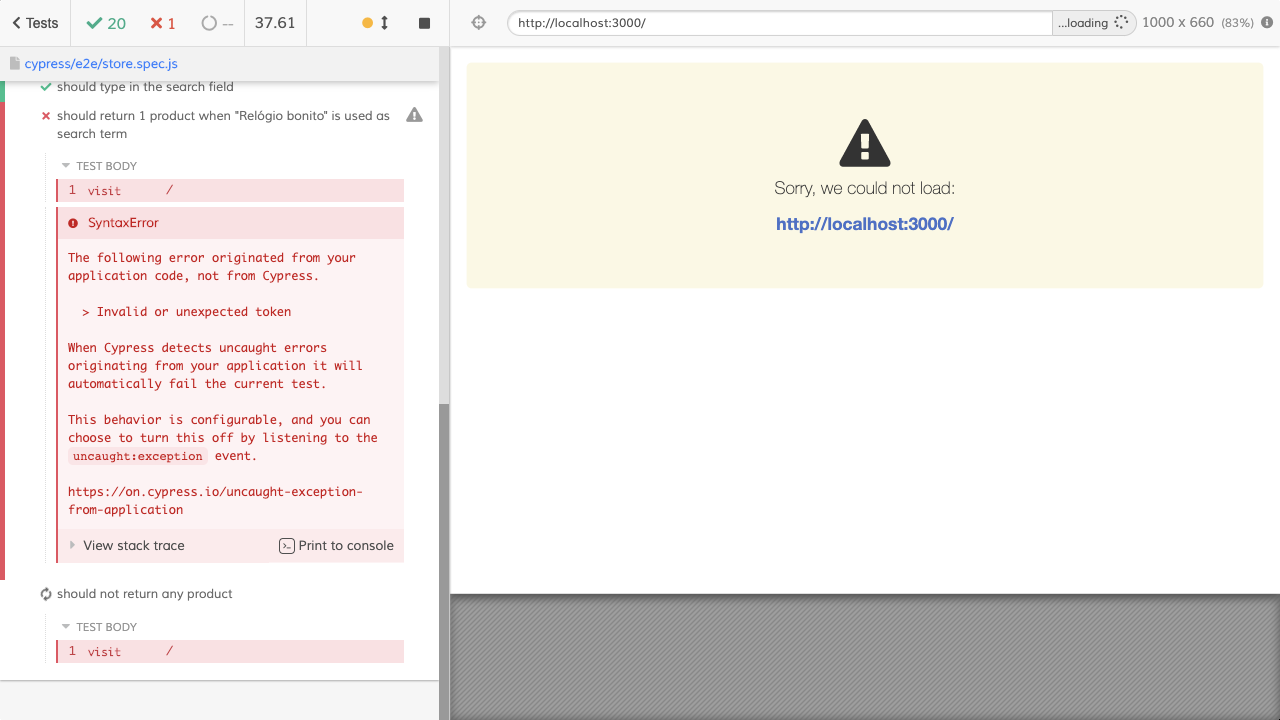 Tests
20
1
--
37.61
http://localhost:3000/
...loading
1000 x 660 (83%)
cypress/e2e/store.spec.js
should type in the search field
should return 1 product when "Relógio bonito" is used as
search term
TEST BODY
1 visit /
SyntaxError
The following error originated from your
application code, not from Cypress.
> Invalid or unexpected token
When Cypress detects uncaught errors
originating from your application it will
automatically fail the current test.
This behavior is configurable, and you can
choose to turn this off by listening to the
uncaught:exception event.
https://on.cypress.io/uncaught-exception-
from-application
View stack trace
Print to console
should not return any product
TEST BODY
1 visit /
Sorry, we could not load:
http://localhost:3000/